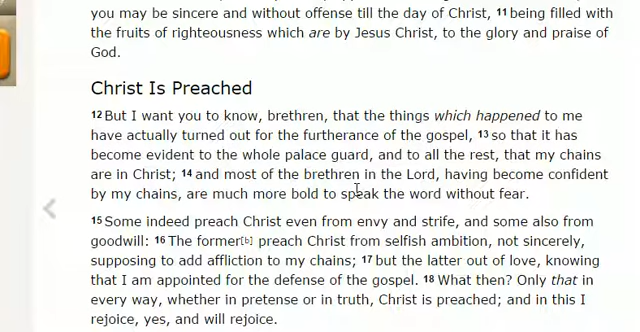 you may be sincere and without offense till the day of Christ, 11 being filled with
the fruits of righteousness which are by Jesus Christ, to the glory and praise of
God.
Christ Is Preached
12 But I want you to know, brethren, that the things which happened to me
have actually turned out for the furtherance of the gospel, 13 so that it has
become evident to the whole palace guard, and to all the rest, that my chains
are in Christ; 14 and most of the brethren in the Lord, having become confident
by my chains, are much more bold to speak the word without fear.
15 Some indeed preach Christ even from envy and strife, and some also from
goodwill: 16 The former[b] preach Christ from selfish ambition, not sincerely,
supposing to add affliction to my chains; 17 but the latter out of love, knowing
that I am appointed for the defense of the gospel. 18 What then? Only that in
every way, whether in pretense or in truth, Christ is preached; and in this I
rejoice, yes, and will rejoice.